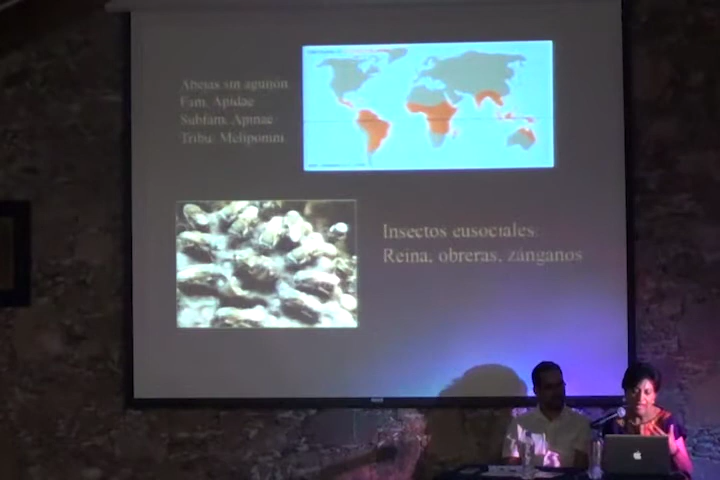 Abejas sin aguijón
Fam. Apidae
Subfam. Apinae
Tribu: Meliponini
Insectos eusociales:
Reina, obreras, zánganos